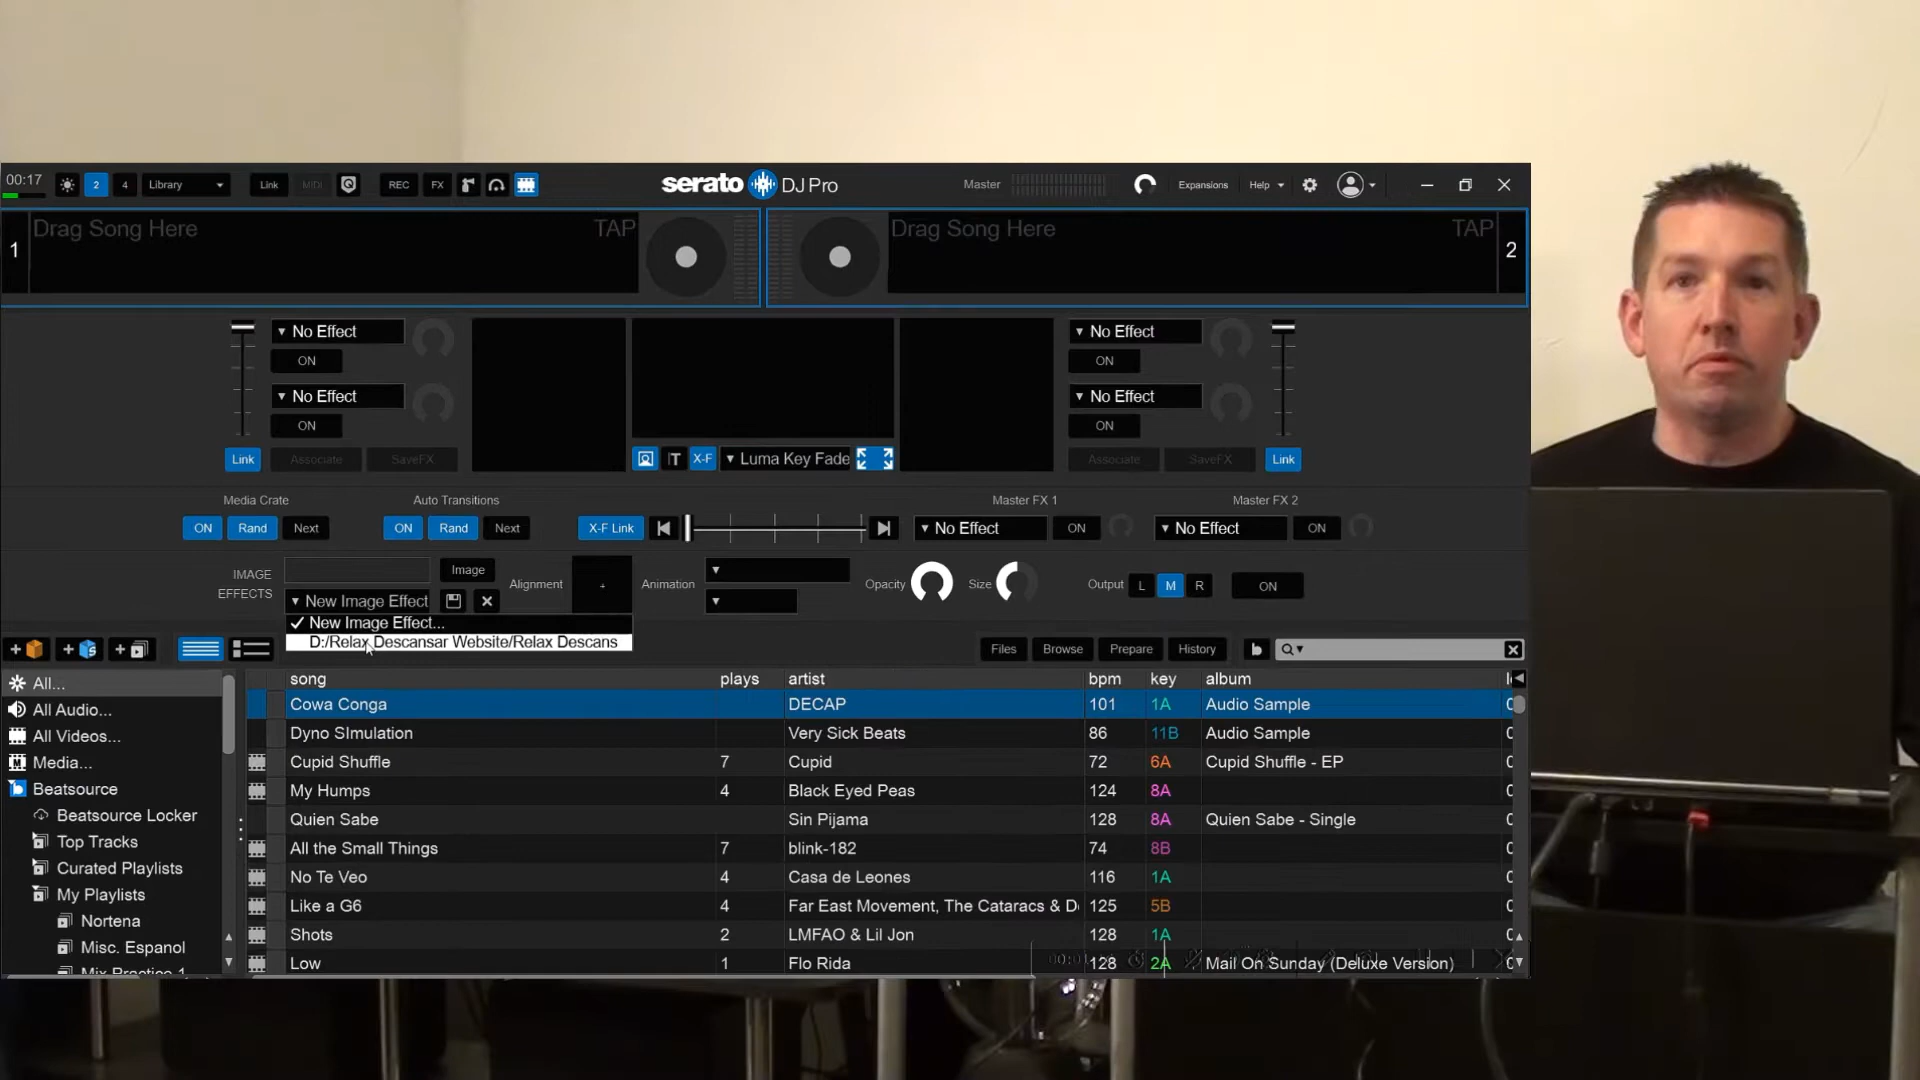 00:17 2 4 Library Link MIDI REC FX serato DJ Pro Master Expansions Help
1 Drag Song Here TAP Drag Song Here TAP 2
No Effect No Effect
ON ON
No Effect No Effect
ON ON
Link Associate SaveFX T X-F Luma Key Fade Associate SaveFX Link
Media Crate Auto Transitions Master FX 1 Master FX 2
ON Rand Next ON Rand Next X-F Link No Effect ON No Effect ON
IMAGE EFFECTS Image Alignment Animation Opacity Size Output L M R ON
New Image Effect
New Image Effect...
D:/Relax Descansar Website/Relax Descans
Files Browse Prepare History
song plays artist bpm key album
All...
All Audio...
All Videos...
Media...
Beatsource
Beatsource Locker
Top Tracks
Curated Playlists
My Playlists
Nortena
Misc. Espanol
Mix Practice 1
Cowa Conga DECAP 101 1A Audio Sample
Dyno SImulation Very Sick Beats 86 11B Audio Sample
Cupid Shuffle 7 Cupid 72 6A Cupid Shuffle - EP
My Humps 4 Black Eyed Peas 124 8A
Quien Sabe Sin Pijama 128 8A Quien Sabe - Single
All the Small Things 7 blink-182 74 8B
No Te Veo 4 Casa de Leones 116 1A
Like a G6 4 Far East Movement, The Cataracts & D 125 5B
Shots 2 LMFAO & Lil Jon 128 1A
Low 1 Flo Rida 128 2A Mail On Sunday (Deluxe Version)